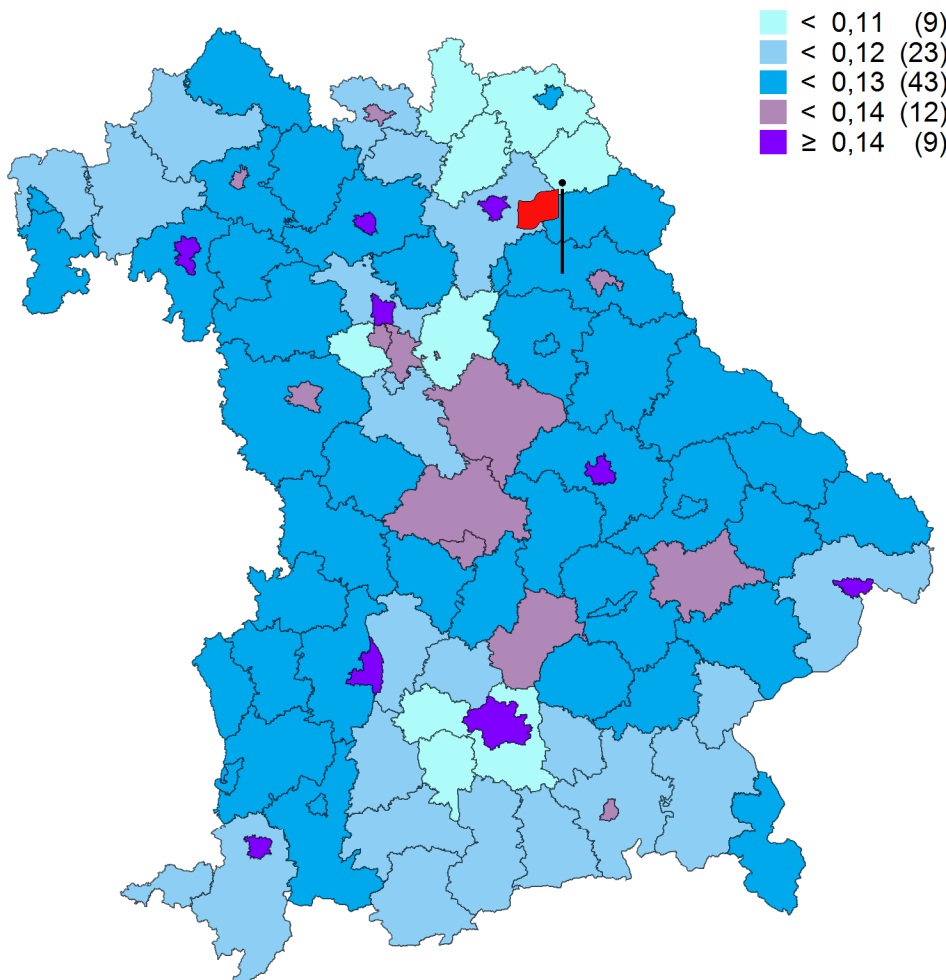 < 0,11 (9)
< 0,12 (23)
< 0,13 (43)
< 0,14 (12)
≥ 0,14 (9)